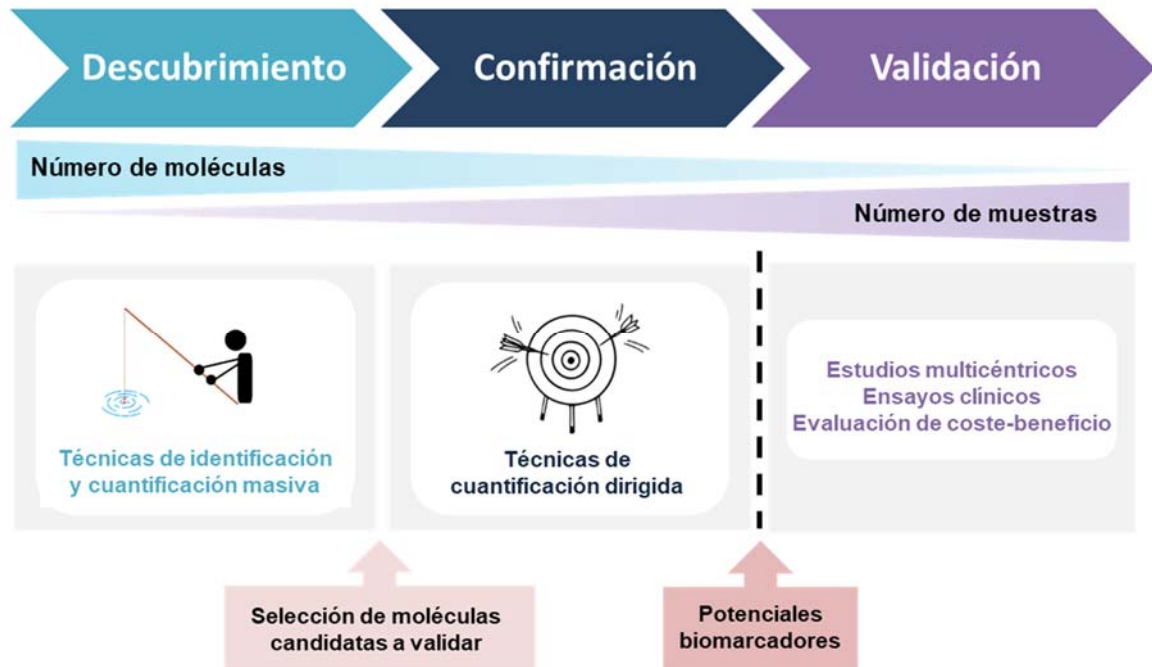 Descubrimiento
Confirmación
Validación
Número de moléculas
Número de muestras
Técnicas de identificación
y cuantificación masiva
Técnicas de
cuantificación dirigida
Estudios multicéntricos
Ensayos clínicos
Evaluación de coste-beneficio
Selección de moléculas
candidatas a validar
Potenciales
biomarcadores